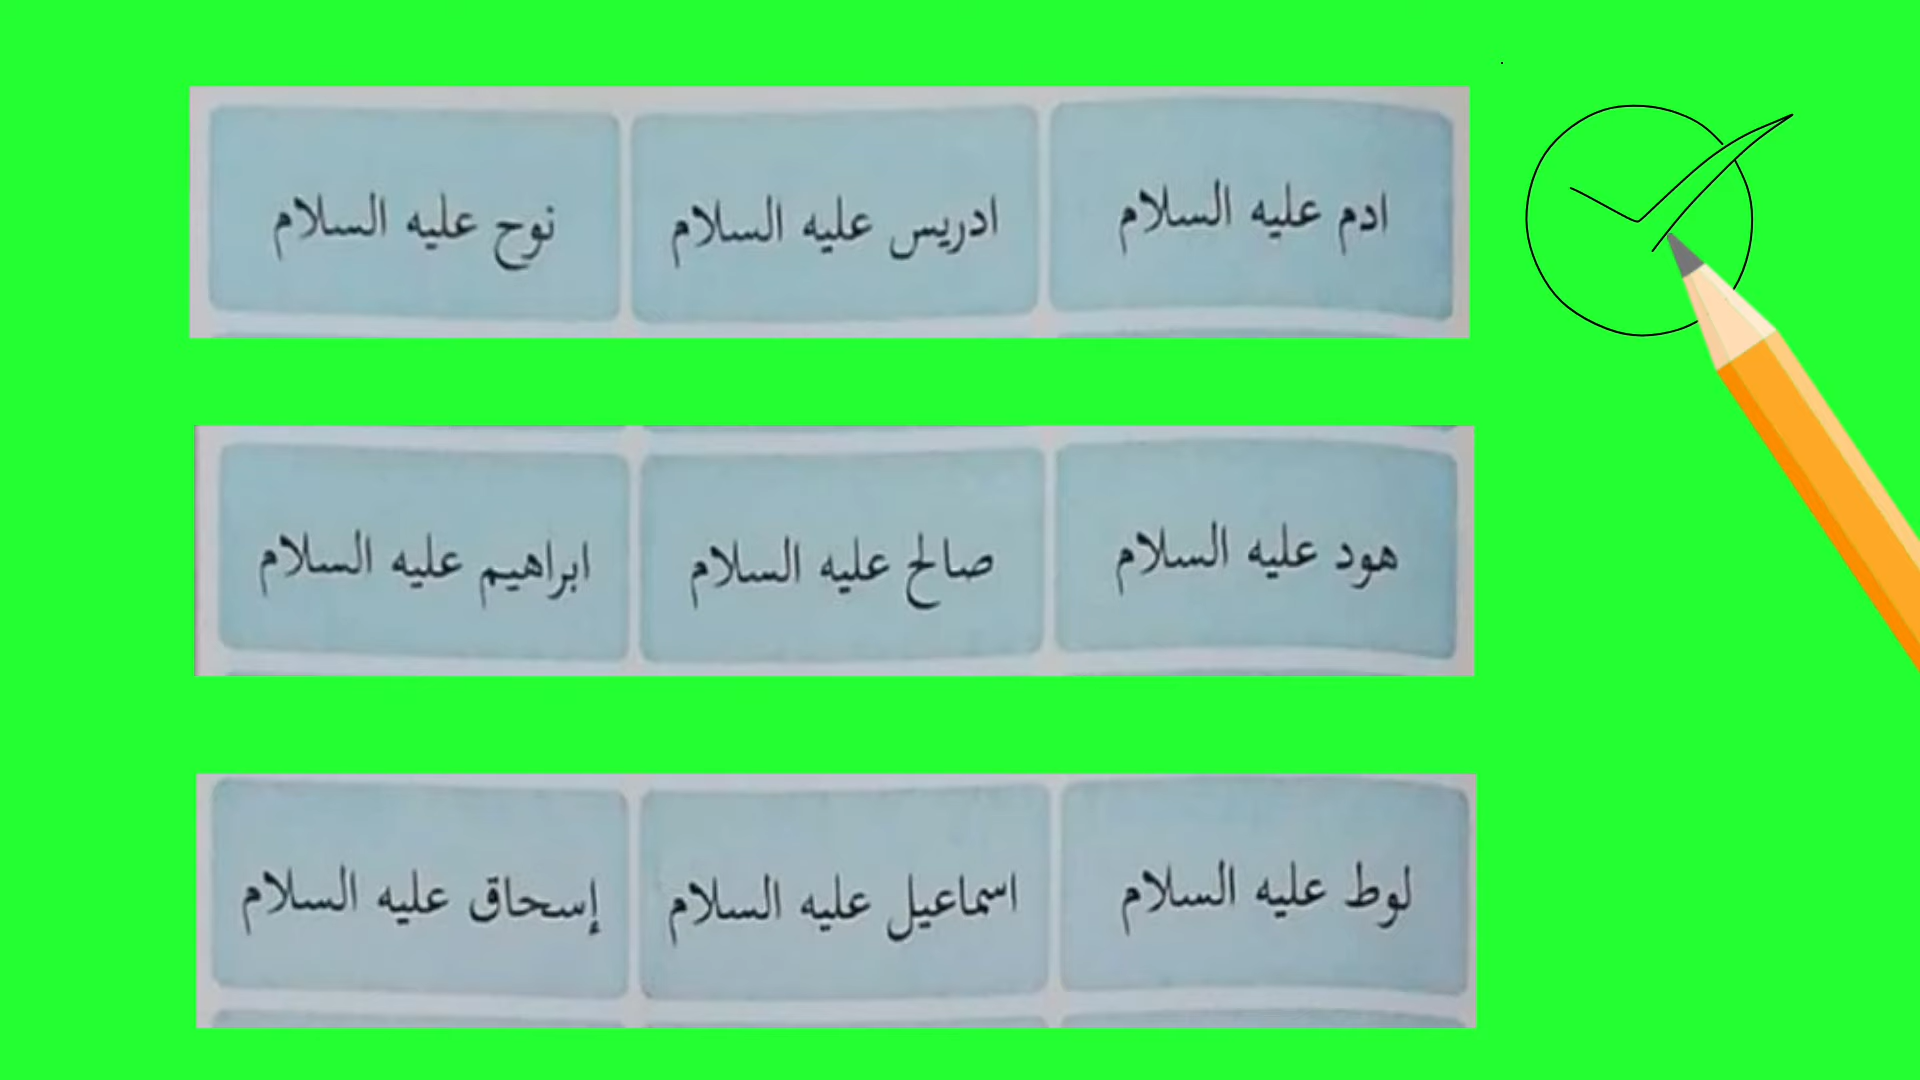 ادم عليه السلام
ادريس عليه السلام
نوح عليه السلام
هود عليه السلام
صالح عليه السلام
ابراهيم عليه السلام
لوط عليه السلام
اسماعيل عليه السلام
إسحاق عليه السلام